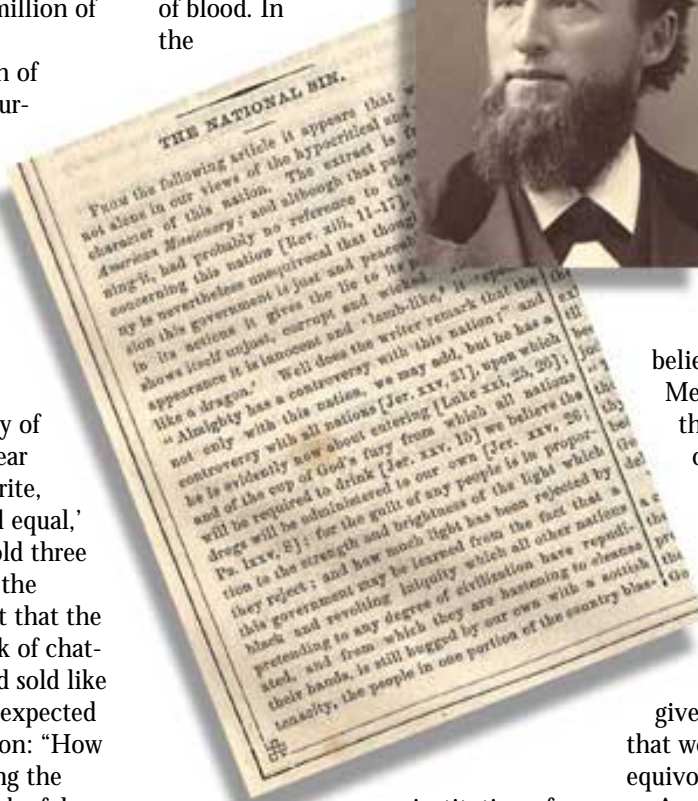 million of
n of
ur-
y of
ear
rite,
l equal,’
old three
the
t that the
k of chat-
d sold like
expected
on: “How
ng the
of blood. In
the
THE NATIONAL SIN.
FROM the following article it appears that
not alone in our views of the hypocritical and
character of this nation. The extract is
American Missionary; and although that paper
ning it, had probably no reference to the
concerning this nation [Rev. xiii, 11-17],
ny is nevertheless unequivocal that
sion this government is just and
in its actions it gives the lie to its
shows itself unjust, corrupt and wicked.
appearance it is innocent and “lamb-like,” it
like a dragon.” Well does the writer remark that the
“Almighty has a controversy with this nation;” and
not only with this nation, we may add, but he has a
controversy with all nations [Jer. xxv, 31], upon which
he is evidently now about entering [Luke xxi, 25, 26];
and of the cup of God’s fury from which all nations
will be required to drink [Jer. xxv, 15] we believe the
dregs will be administered to our own [Jer. xxv, 26;
Ps. lxxv, 8]; for the guilt of any people is in propor-
tion to the strength and brightness of the light which
they reject; and how much light has been rejected by
this government may be learned from the fact that a
black and revolting iniquity which all other nations
pretending to any degree of civilization have repudi-
ated, and from which they are hastening to cleanse
their hands, is still hugged by our own with a sottish
tenacity, the people in one portion of the country blas-
belie
Me
th
give
that we
equivo